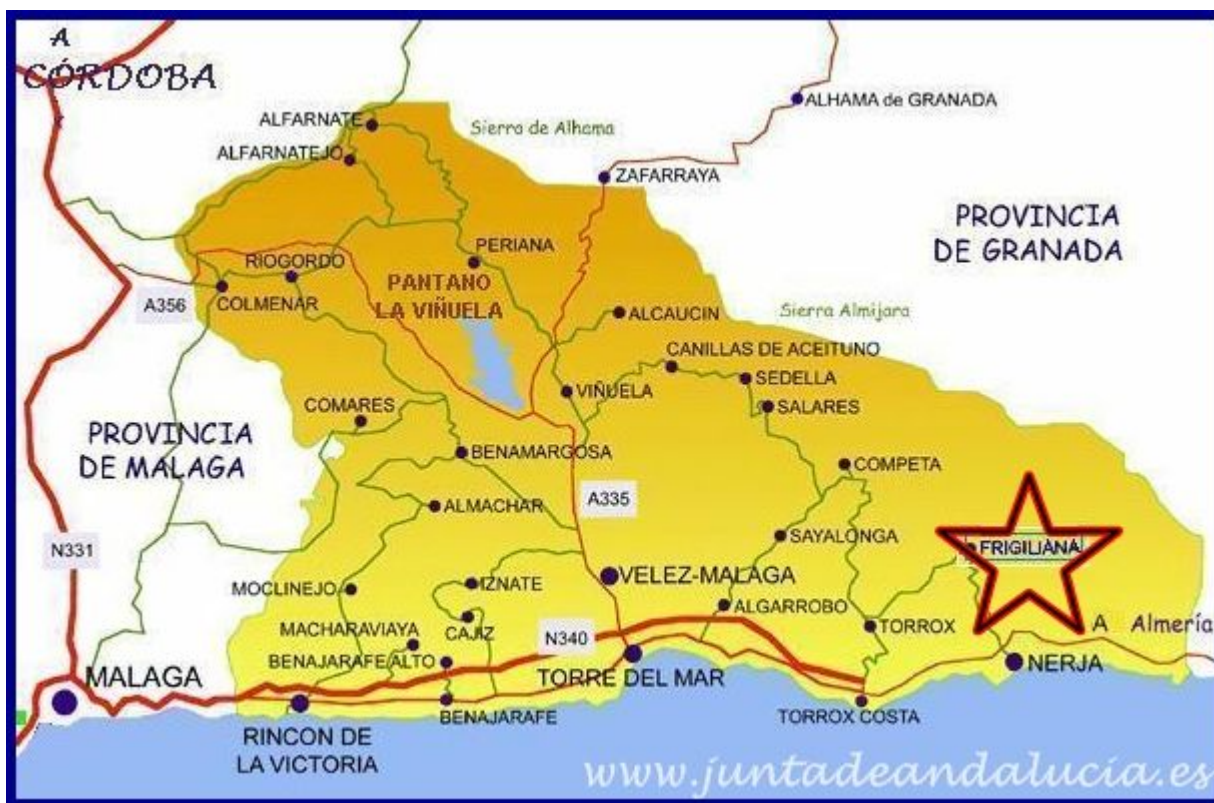 A
CÓRDOBA
ALFARNATE
Sierra de Alhama
ALHAMA de GRANADA
ALFARNATEJO
ZAFARRAYA
PROVINCIA
DE GRANADA
PERIANA
RIOGORDO
PANTANO
LA VIÑUELA
A356
COLMENAR
ALCAUCIN
Sierra Almijara
CANILLAS DE ACEITUNO
SEDELLA
VIÑUELA
COMARES
SALARES
PROVINCIA
DE MALAGA
BENAMARGOSA
COMPETA
ALMACHAR
A335
N331
SAYALONGA
FRIGILIANA
MOCLINEJO
IZNATE
VELEZ-MALAGA
ALGARROBO
MACHARAVIAYA
CAJIZ
N340
TORROX
A Almería
BENAJARAFE ALTO
MALAGA
TORRE DEL MAR
NERJA
BENAJARAFE
TORROX COSTA
RINCON DE
LA VICTORIA
www.juntadeandalucía.es